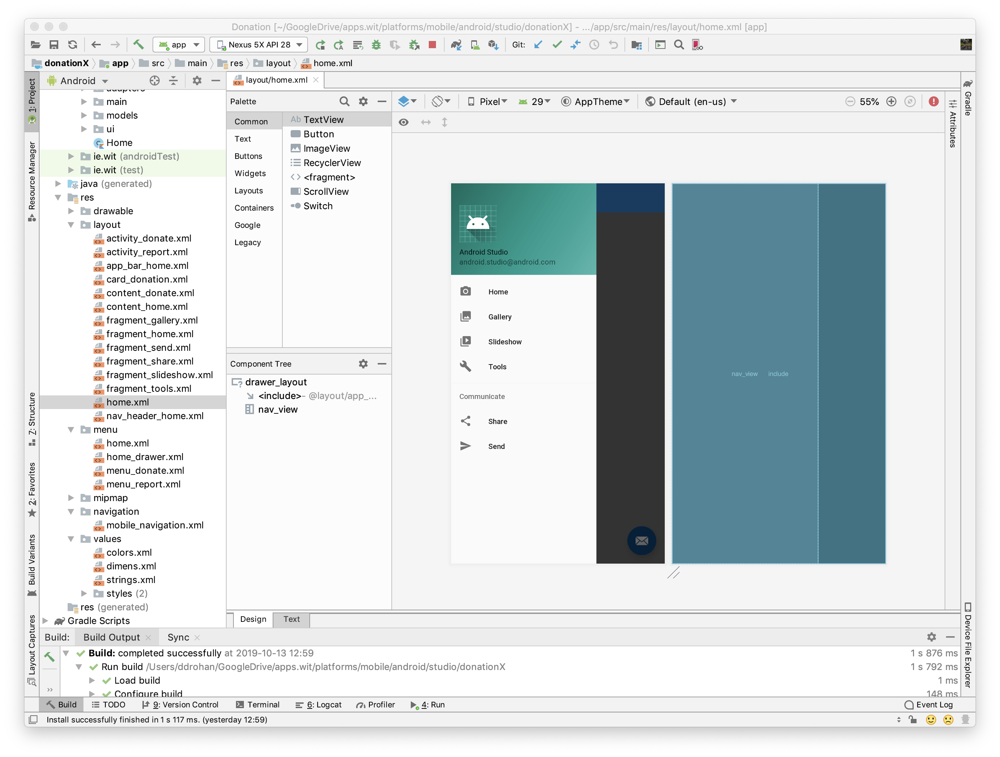 Donation [~/GoogleDrive/apps.wit/platforms/mobile/android/studio/donationX] - .../app/src/main/res/layout/home.xml [app]
app
Nexus 5X API 28
Git:
donationX
app
src
main
res
layout
home.xml
1: Project
Resource Manager
7: Structure
2: Favorites
Build Variants
Layout Captures
Android
adapters
main
models
ui
Home
ie.wit (androidTest)
ie.wit (test)
java (generated)
res
drawable
layout
activity_donate.xml
activity_report.xml
app_bar_home.xml
card_donation.xml
content_donate.xml
content_home.xml
fragment_gallery.xml
fragment_home.xml
fragment_send.xml
fragment_share.xml
fragment_slideshow.xml
fragment_tools.xml
home.xml
nav_header_home.xml
menu
home.xml
home_drawer.xml
menu_donate.xml
menu_report.xml
mipmap
navigation
mobile_navigation.xml
values
colors.xml
dimens.xml
strings.xml
styles (2)
res (generated)
Gradle Scripts
layout/home.xml
Palette
Common
Text
Buttons
Widgets
Layouts
Containers
Google
Legacy
Ab TextView
Button
ImageView
RecyclerView
<fragment>
ScrollView
Switch
Component Tree
drawer_layout
<include>- @layout/app_...
nav_view
Pixel
29
AppTheme
Default (en-us)
55%
Android Studio
android.studio@android.com
Home
Gallery
Slideshow
Tools
Communicate
Share
Send
nav_view
include
Gradle
Attributes
Device File Explorer
Design
Text
Build:
Build Output
Sync
Build: completed successfully at 2019-10-13 12:59
1 s 876 ms
Run build /Users/ddrohan/GoogleDrive/apps.wit/platforms/mobile/android/studio/donationX
1 s 792 ms
Load build
1 ms
Configure build
148 ms
Build
TODO
9: Version Control
Terminal
6: Logcat
Profiler
4: Run
Event Log
Install successfully finished in 1 s 117 ms. (yesterday 12:59)